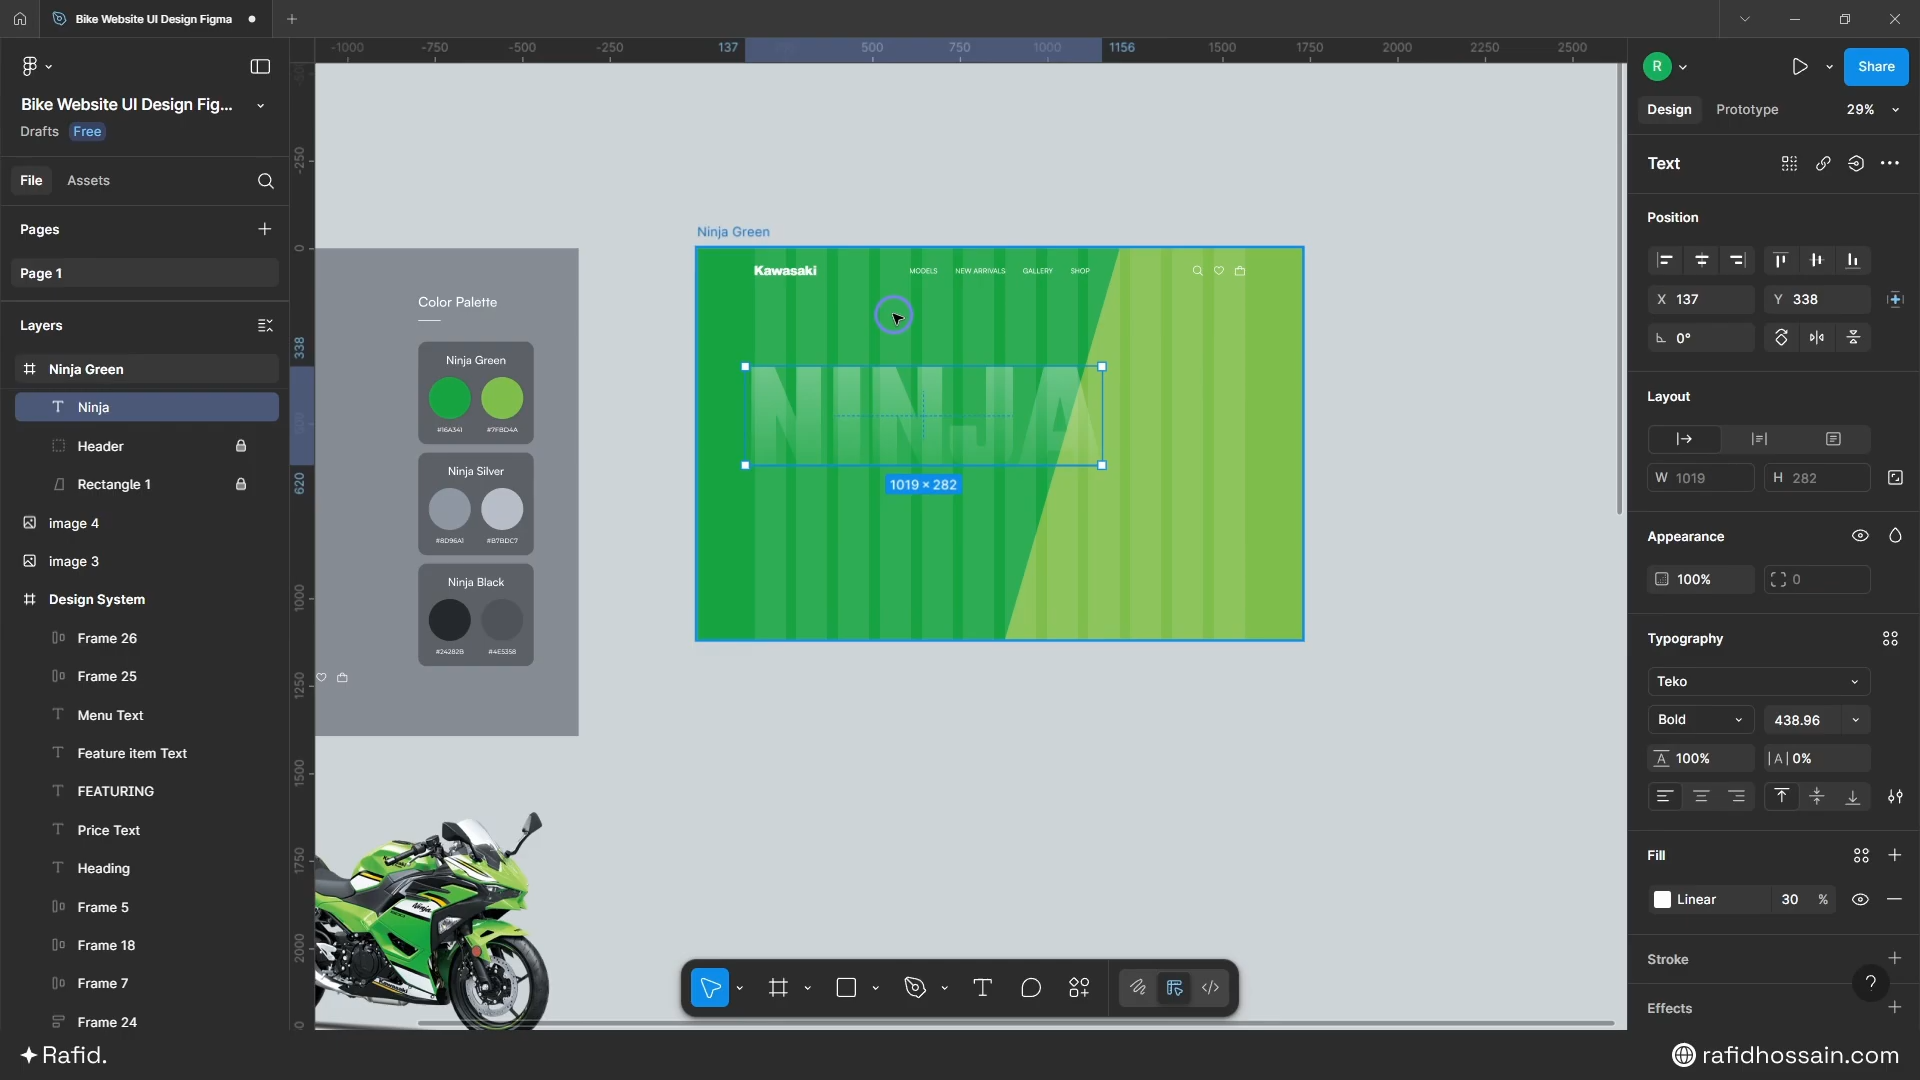 Bike Website UI Design Figma
Bike Website UI Design Fig...
Drafts Free
File Assets
Pages
Page 1
Layers
Ninja Green
Ninja
Header
Rectangle 1
image 4
image 3
Design System
Frame 26
Frame 25
Menu Text
Feature item Text
FEATURING
Price Text
Heading
Frame 5
Frame 18
Frame 7
Frame 24
-1000 -750 -500 -250 137 500 750 1000 1156 1500 1750 2000 2250 2500
-250
0
338
620
1000
1250
1500
1750
2000
Color Palette
Ninja Green
#16A341 #7FBD4A
Ninja Silver
#8D96A1 #B7BDC7
Ninja Black
#24282B #4E5358
Ninja Green
Kawasaki MODELS NEW ARRIVALS GALLERY SHOP
NINJA
1019 × 282
R Share
Design Prototype 29%
Text
Position
X 137 Y 338
0°
Layout
W 1019 H 282
Appearance
100% 0
Typography
Teko
Bold 438.96
100% |A| 0%
Fill
Linear 30 %
Stroke
Effects
?
Rafid.
rafidhossain.com